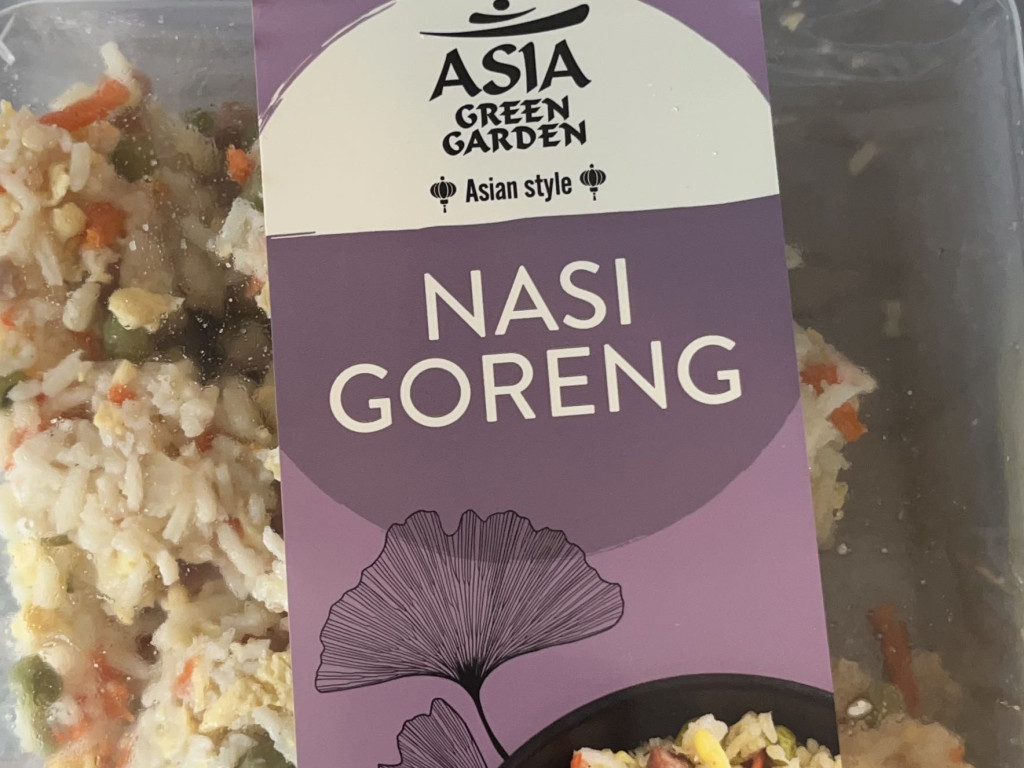 ASIA
GREEN
GARDEN
Asian style
NASI
GORENG